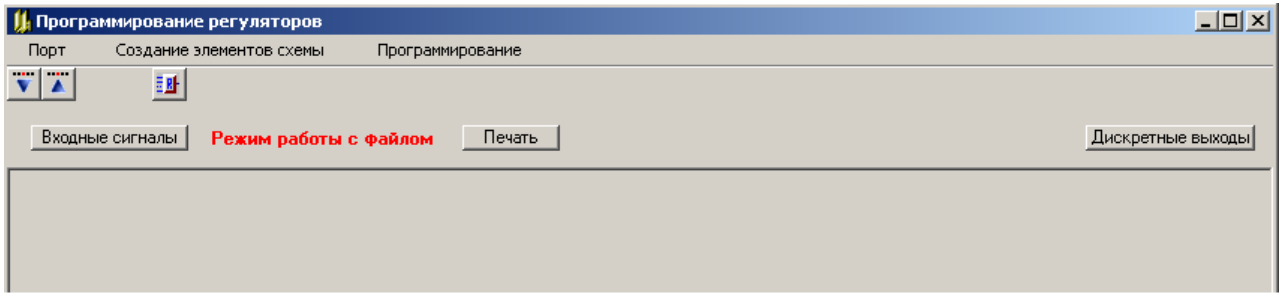 Программирование регуляторов
Порт Создание элементов схемы Программирование
Входные сигналы Режим работы с файлом Печать Дискретные выходы